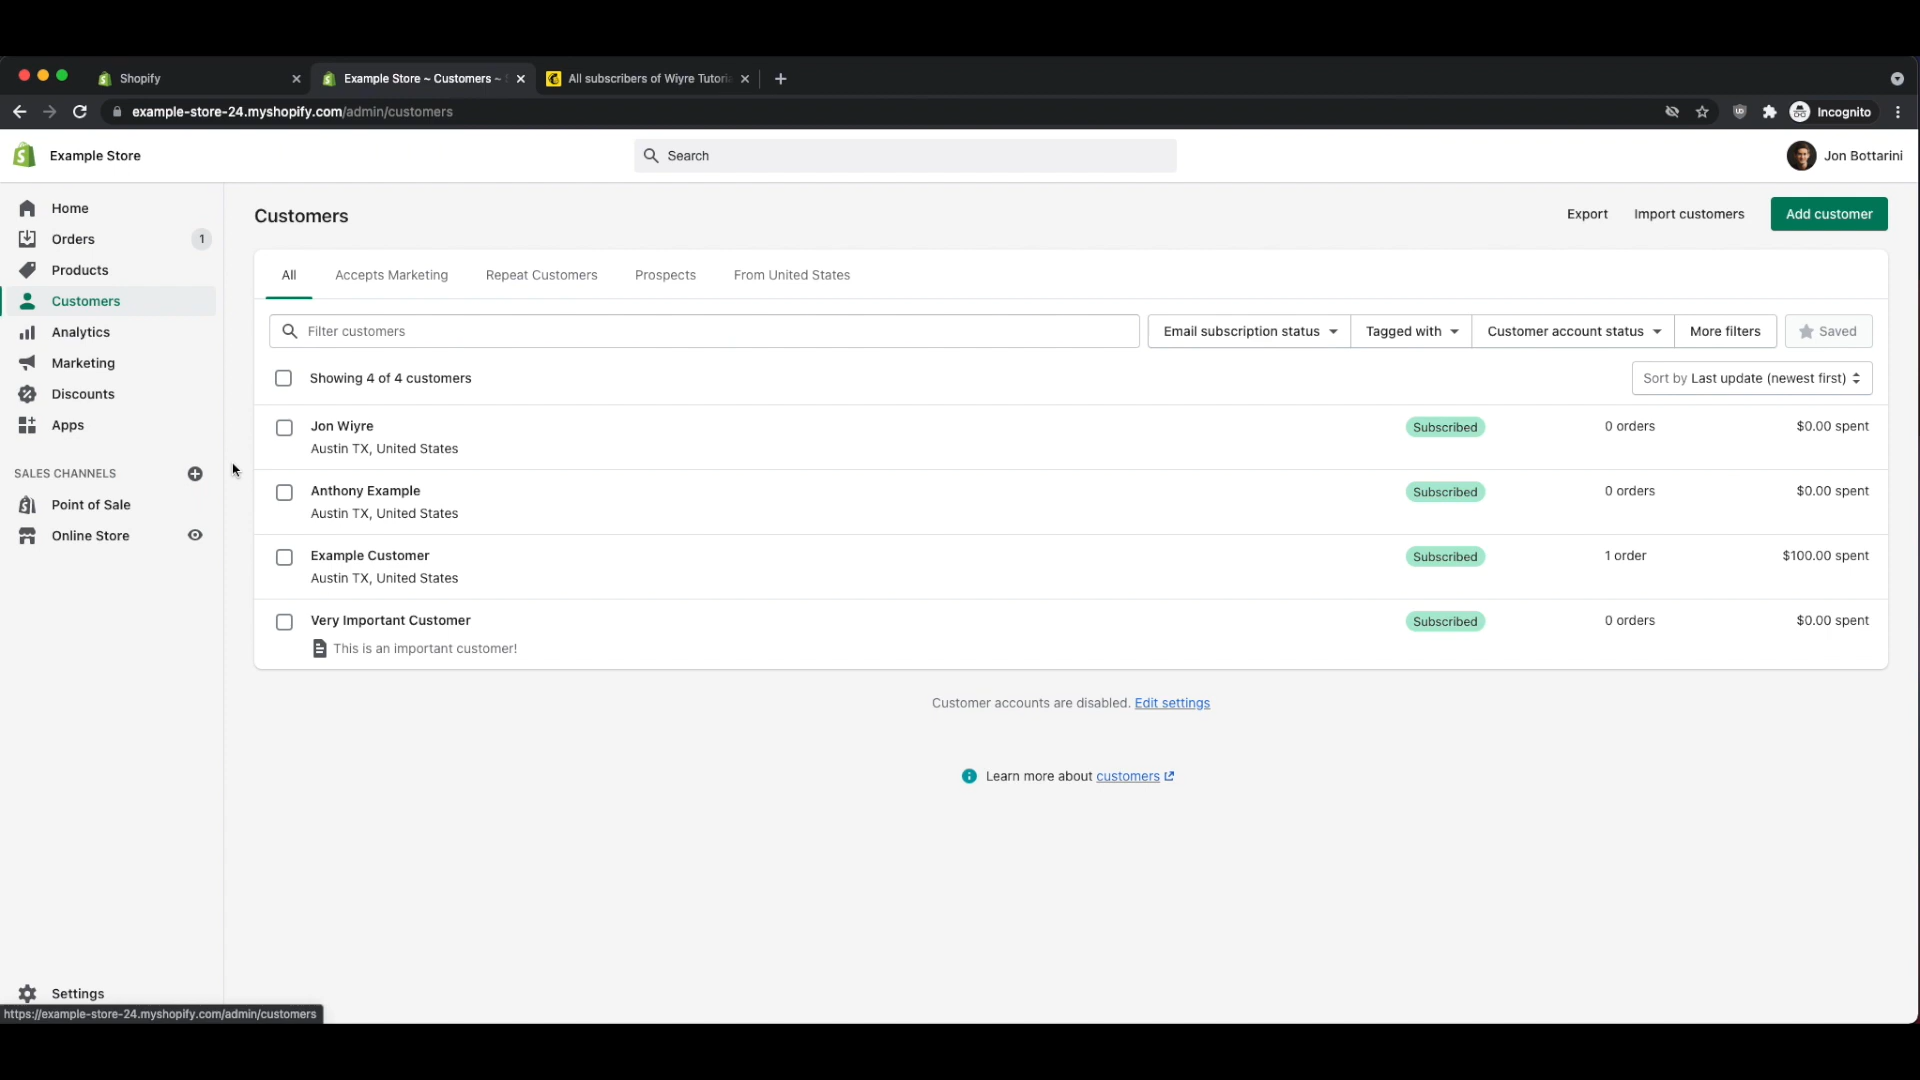 Shopify
Example Store ~ Customers ~
All subscribers of Wiyre Tutori
example-store-24.myshopify.com/admin/customers
Incognito
Example Store
Search
Jon Bottarini
Home
Orders 1
Products
Customers
Analytics
Marketing
Discounts
Apps
SALES CHANNELS
Point of Sale
Online Store
Settings
https://example-store-24.myshopify.com/admin/customers
Customers
Export Import customers Add customer
All Accepts Marketing Repeat Customers Prospects From United States
Filter customers Email subscription status Tagged with Customer account status More filters Saved
Showing 4 of 4 customers Sort by Last update (newest first)
Jon Wiyre Subscribed 0 orders $0.00 spent
Austin TX, United States
Anthony Example Subscribed 0 orders $0.00 spent
Austin TX, United States
Example Customer Subscribed 1 order $100.00 spent
Austin TX, United States
Very Important Customer Subscribed 0 orders $0.00 spent
This is an important customer!
Customer accounts are disabled. Edit settings
Learn more about customers